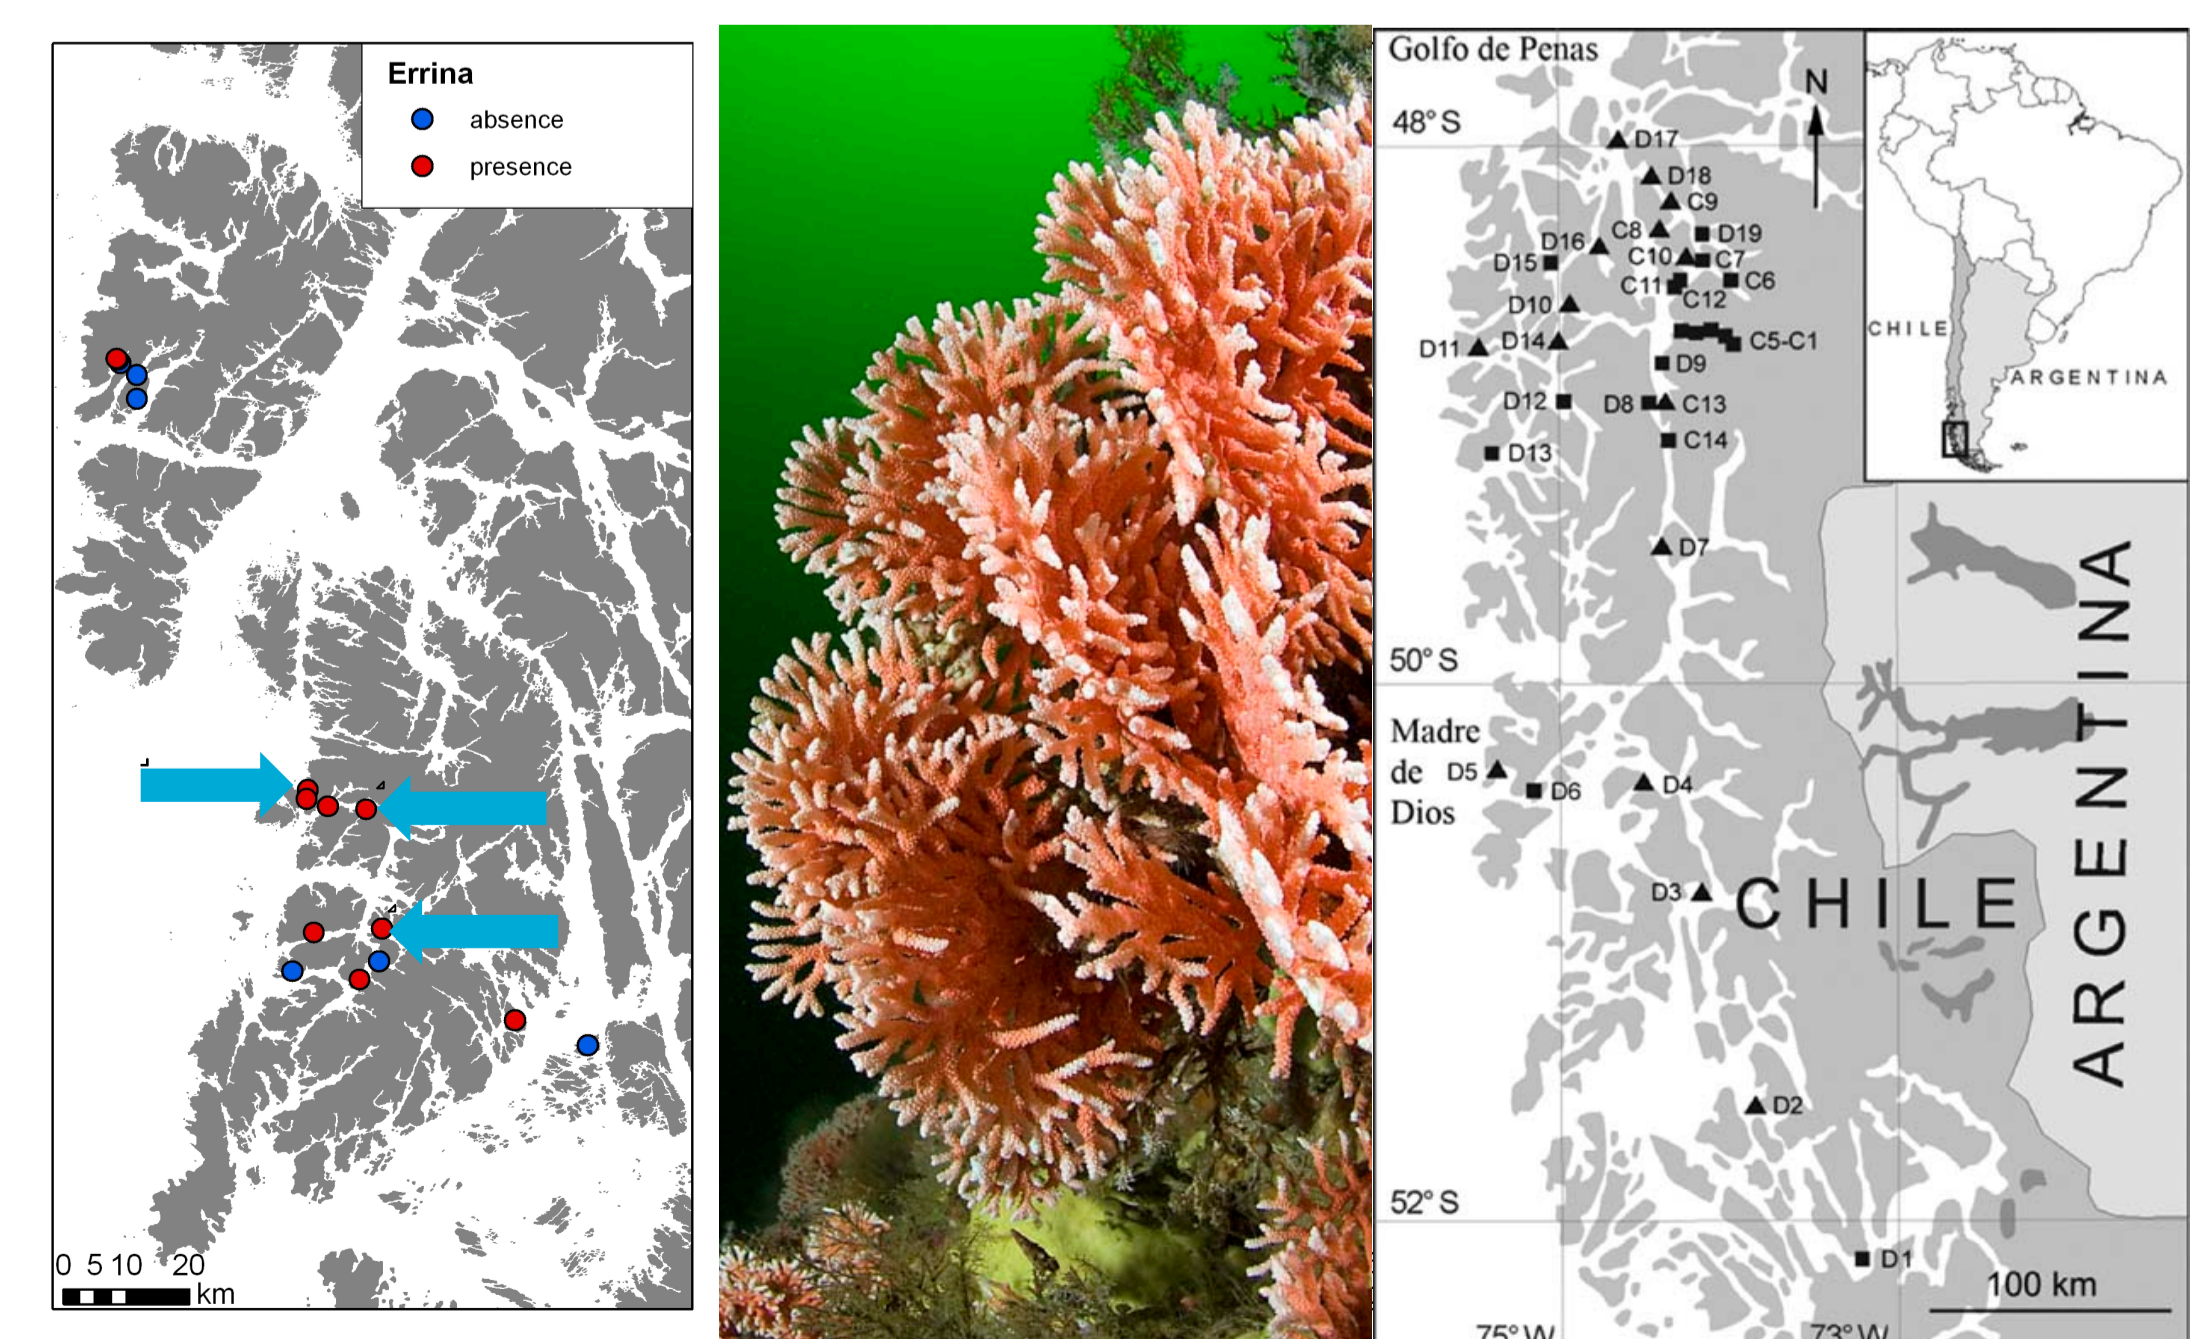 Errina
absence
presence
0 5 10 20
km
Golfo de Penas
48° S
N
D17
D18
C9
C8
D19
D16
C10
C7
D15
C11
C6
C12
D10
D11
D14
C5-C1
D9
D12
D8
C13
C14
D13
D7
50° S
Madre
de
Dios
D5
D6
D4
D3
CHILE
D2
52° S
D1
100 km
75° W
73° W
ARGENTINA
CHILE
ARGENTINA